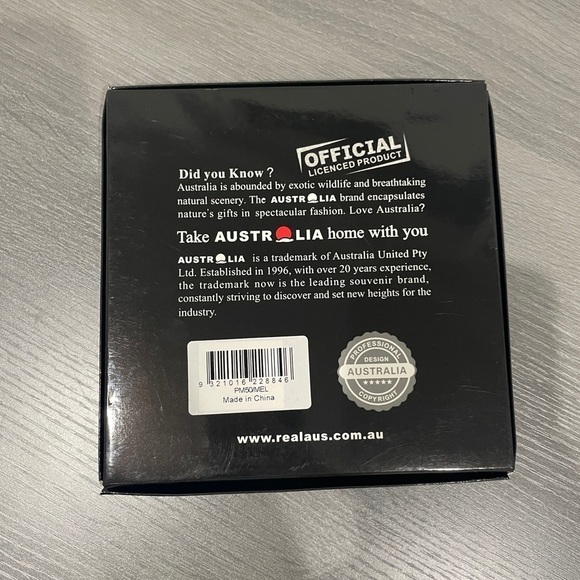 OFFICIAL
LICENCED PRODUCT
Did you Know ?
Australia is abounded by exotic wildlife and breathtaking
natural scenery. The AUSTRALIA brand encapsulates
nature's gifts in spectacular fashion. Love Australia?
Take AUSTRALIA home with you
AUSTRALIA is a trademark of Australia United Pty
Ltd. Established in 1996, with over 20 years experience,
the trademark now is the leading souvenir brand,
constantly striving to discover and set new heights for the
industry.
9 321016 228846
PM50/MEL
Made in China
PROFESSIONAL
DESIGN
AUSTRALIA
COPYRIGHT
www.realaus.com.au